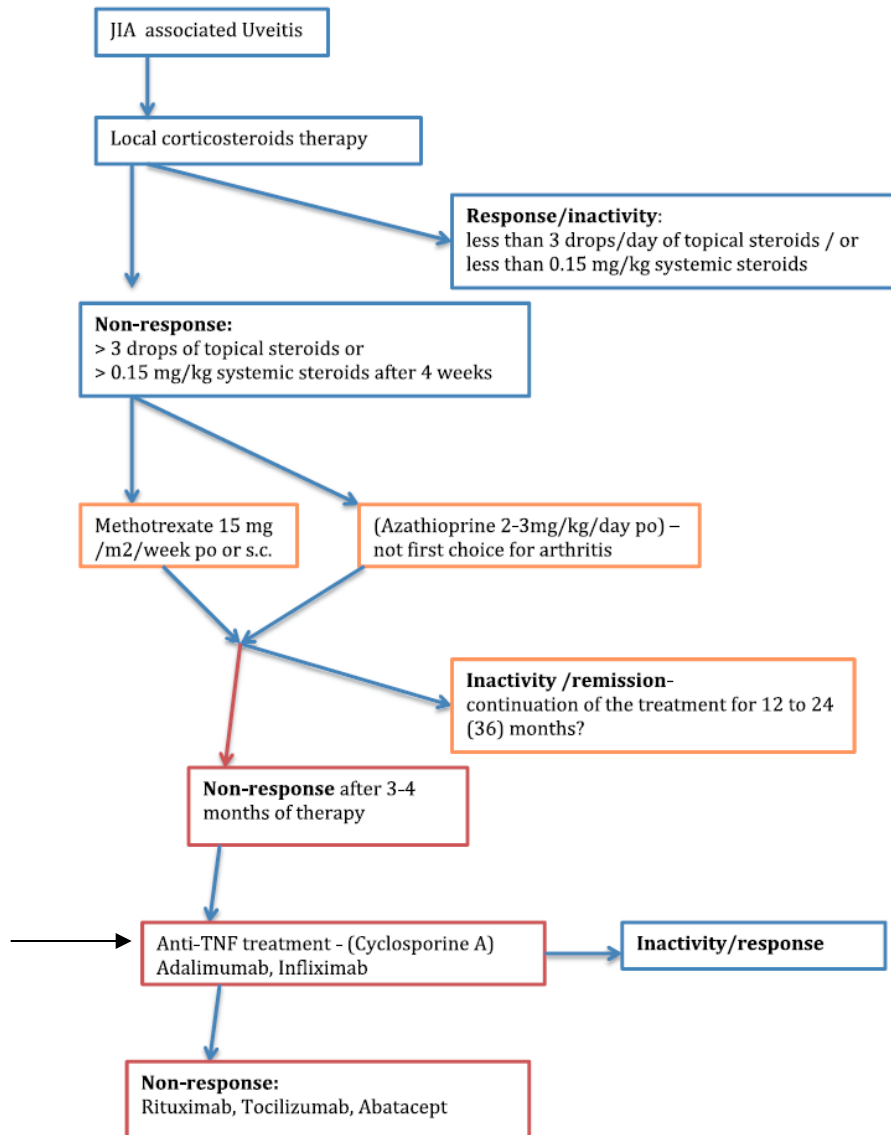 JIA  associated Uveitis
Local corticosteroids therapy
Response/inactivity:
less than 3 drops/day of topical steroids / or
less than 0.15 mg/kg systemic steroids
Non-response:
> 3 drops of topical steroids or
> 0.15 mg/kg systemic steroids after 4 weeks
Methotrexate 15 mg
/m2/week po or s.c.
(Azathioprine 2-3mg/kg/day po) –
not first choice for arthritis
Inactivity /remission-
continuation of the treatment for 12 to 24
(36) months?
Non-response after 3-4
months of therapy
Anti-TNF treatment - (Cyclosporine A)
Adalimumab, Infliximab
Inactivity/response
Non-response:
Rituximab, Tocilizumab, Abatacept